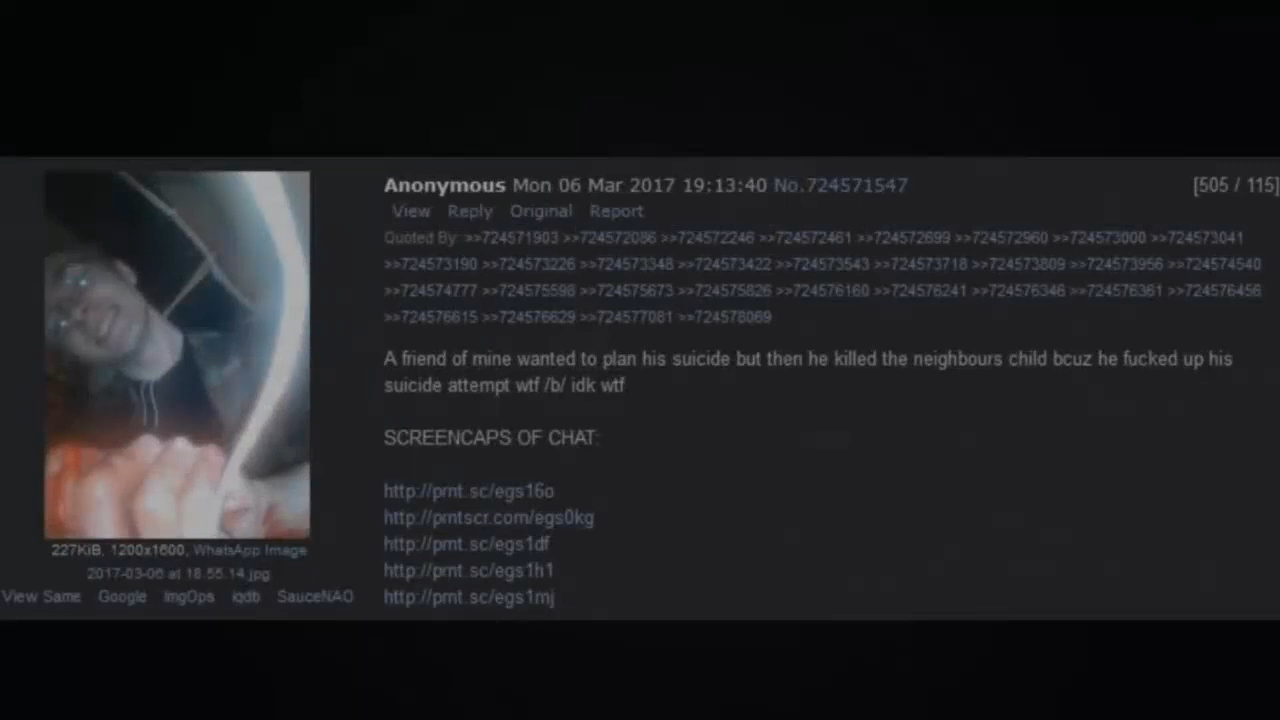 Anonymous Mon 06 Mar 2017 19:13:40 No.724571547 [505 / 115]
View Reply Original Report
Quoted By: >>724571903 >>724572086 >>724572246 >>724572461 >>724572699 >>724572960 >>724573000 >>724573041
>>724573190 >>724573226 >>724573348 >>724573422 >>724573543 >>724573718 >>724573809 >>724573956 >>724574540
>>724574777 >>724575598 >>724575673 >>724575826 >>724576160 >>724576241 >>724576346 >>724576361 >>724576456
>>724576615 >>724576629 >>724577081 >>724578069
A friend of mine wanted to plan his suicide but then he killed the neighbours child bcuz he fucked up his
suicide attempt wtf /b/ idk wtf
SCREENCAPS OF CHAT:
http://prnt.sc/egs16o
http://prntscr.com/egs0kg
http://prnt.sc/egs1df
http://prnt.sc/egs1h1
http://prnt.sc/egs1mj
227KiB, 1200x1600, WhatsApp Image
2017-03-06 at 18.55.14.jpg
View Same Google ImgOps iqdb SauceNAO